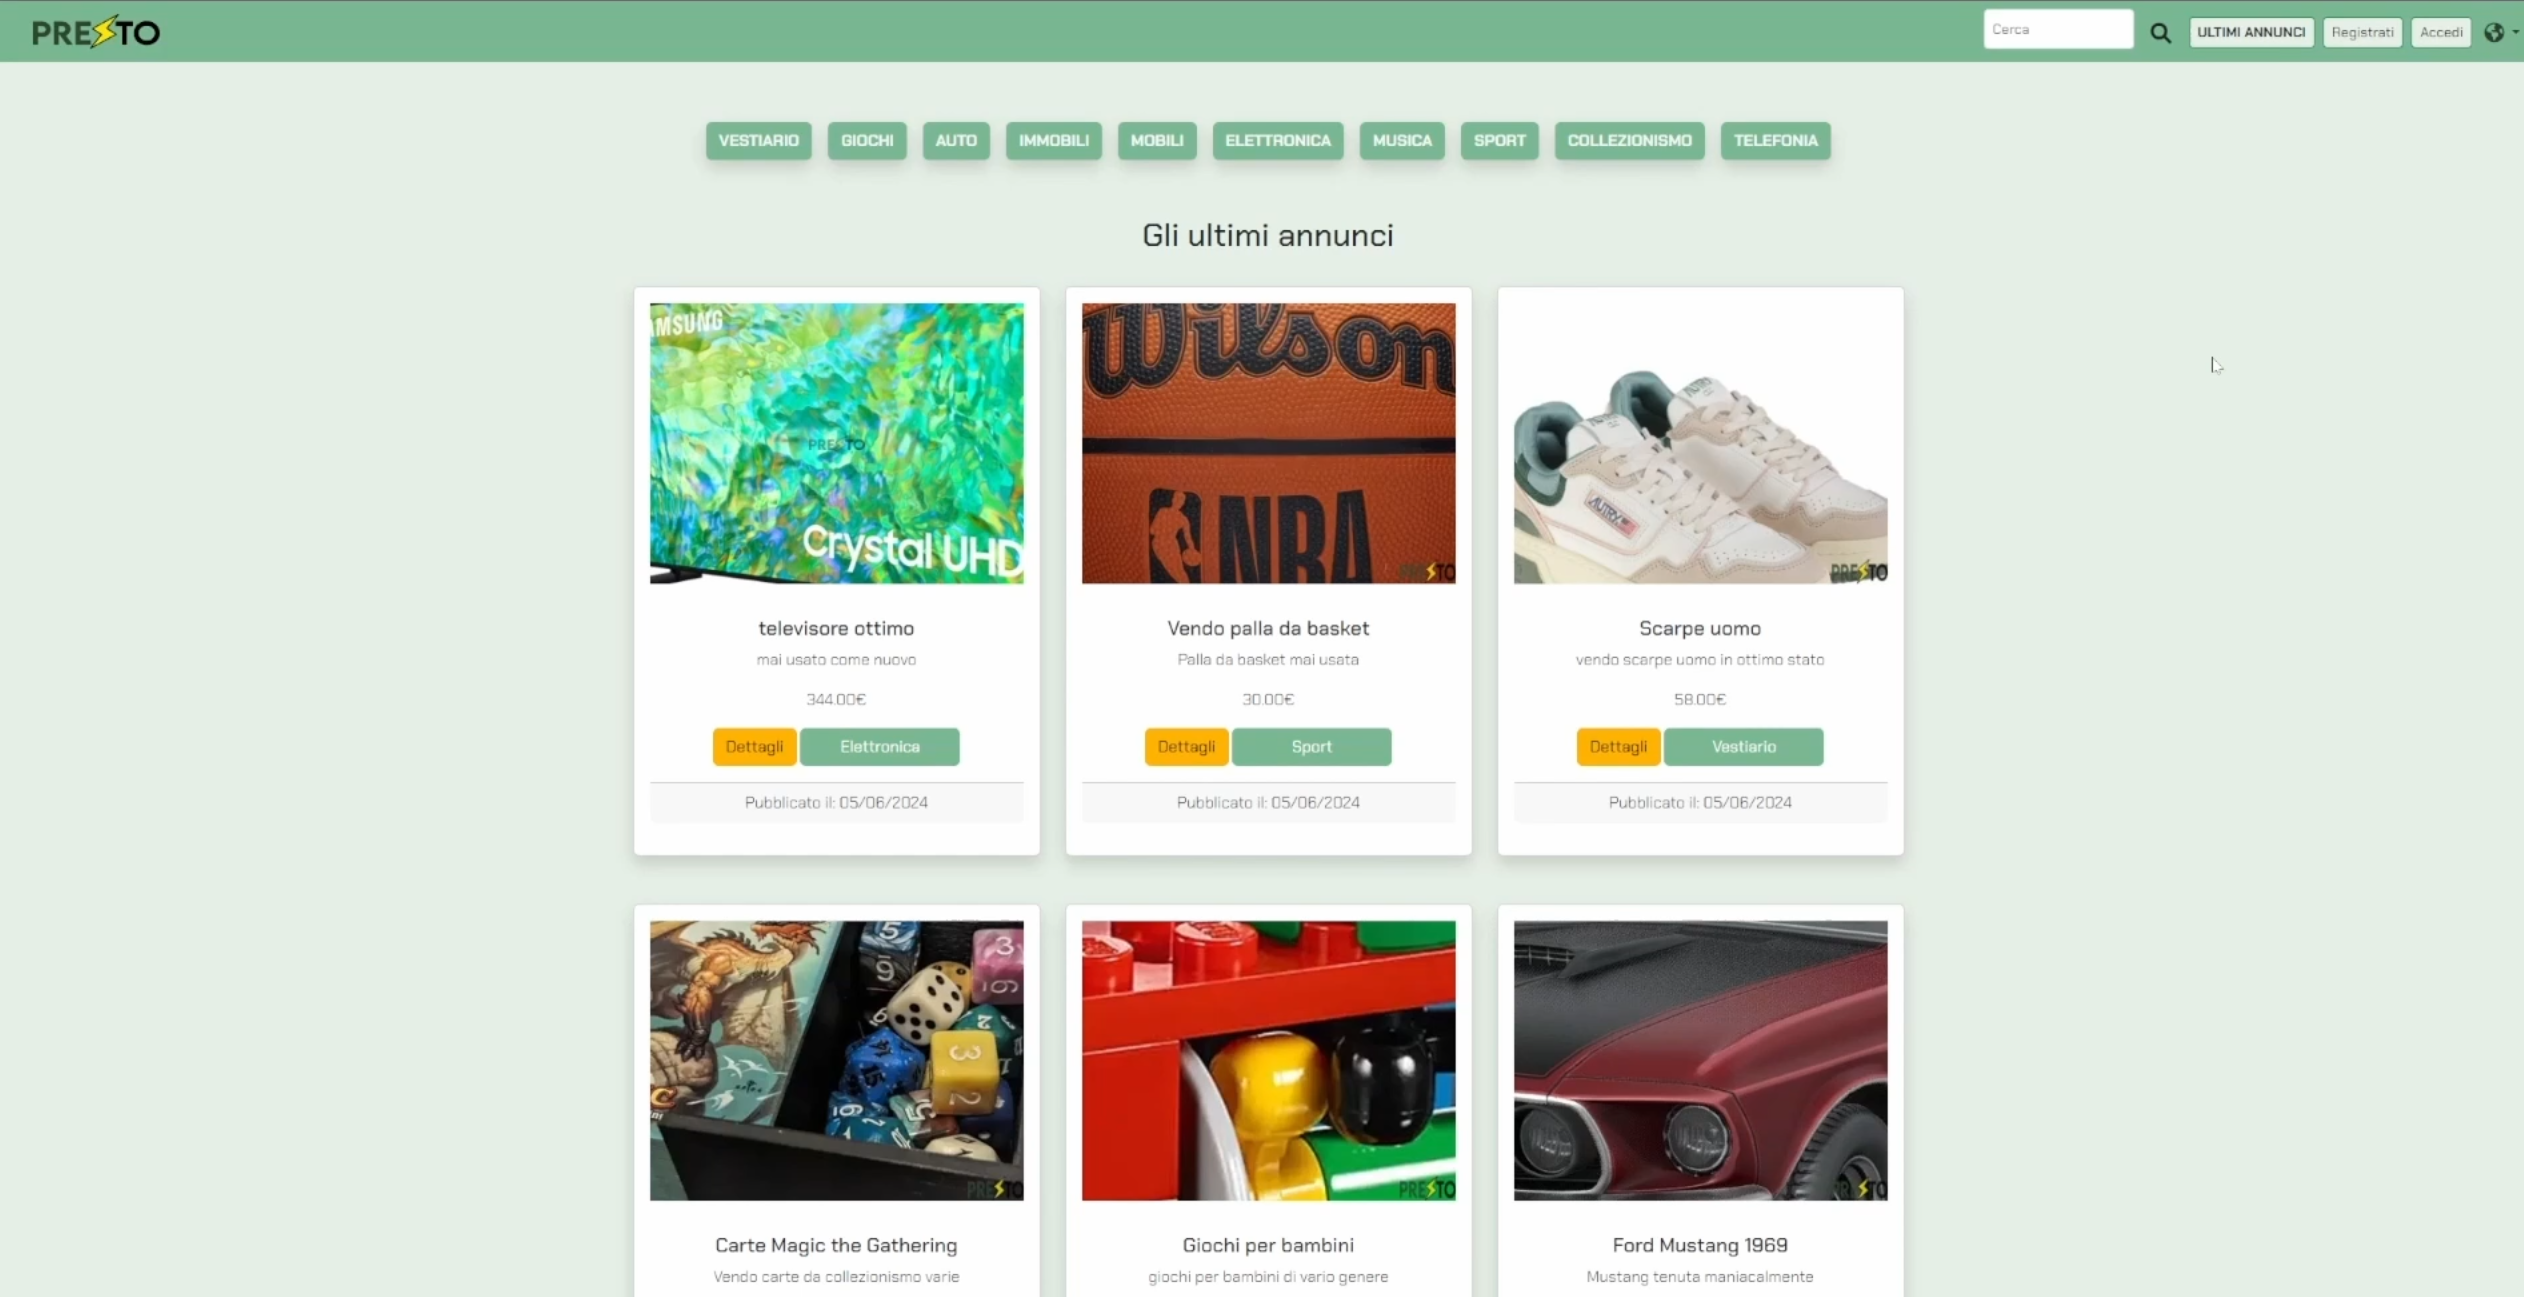 PRESTO
Cerca
ULTIMI ANNUNCI
Registrati
Accedi
VESTIARIO
GIOCHI
AUTO
IMMOBILI
MOBILI
ELETTRONICA
MUSICA
SPORT
COLLEZIONISMO
TELEFONIA
Gli ultimi annunci
AMSUNG
PRESTO
Crystal UHD
televisore ottimo
mai usato come nuovo
344.00€
Dettagli
Elettronica
Pubblicato il: 05/06/2024
Wilson
NBA
PRESTO
Vendo palla da basket
Palla da basket mai usata
30.00€
Dettagli
Sport
Pubblicato il: 05/06/2024
AUTRY
PRESTO
Scarpe uomo
vendo scarpe uomo in ottimo stato
58.00€
Dettagli
Vestiario
Pubblicato il: 05/06/2024
PRESTO
Carte Magic the Gathering
Vendo carte da collezionismo varie
PRESTO
Giochi per bambini
giochi per bambini di vario genere
PRESTO
Ford Mustang 1969
Mustang tenuta maniacalmente